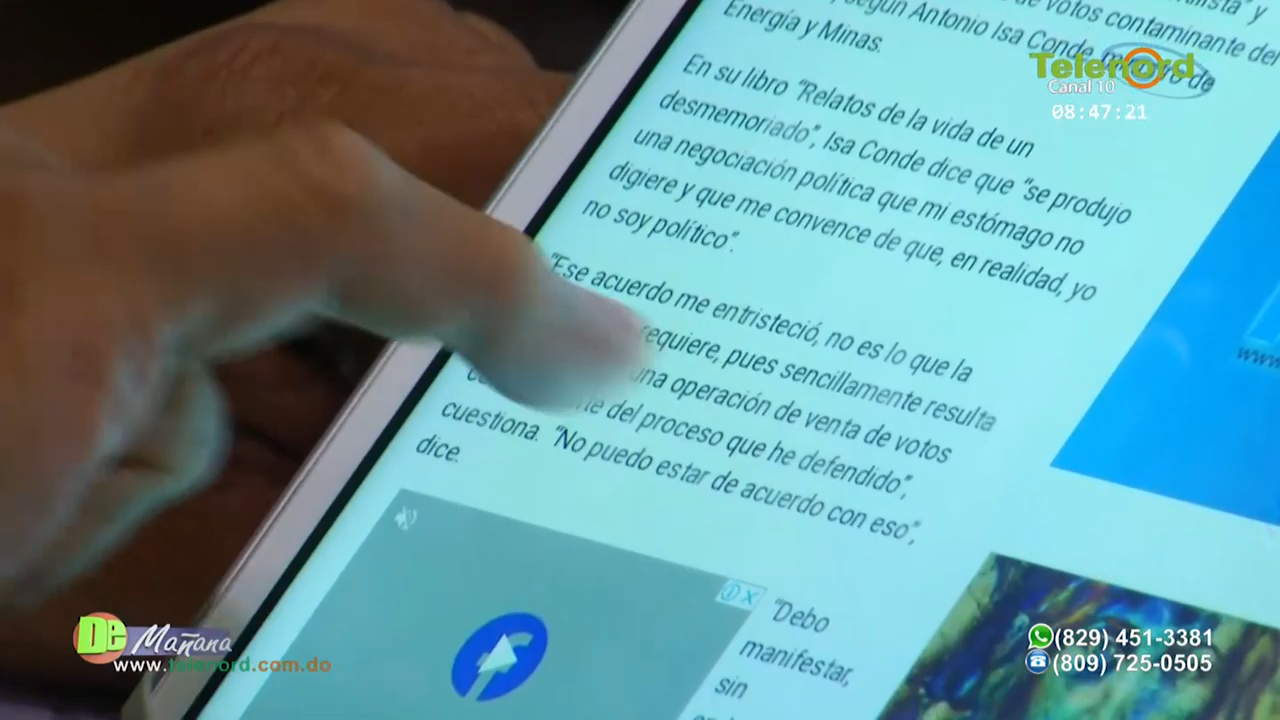 de votos contaminante del
según Antonio Isa Conde
Energía y Minas.
En su libro "Relatos de la vida de un
desmemoriado", Isa Conde dice que "se produjo
una negociación política que mi estómago no
digiere y que me convence de que, en realidad, yo
no soy político".
"Ese acuerdo me entristeció, no es lo que la
requiere, pues sencillamente resulta
una operación de venta de votos
del proceso que he defendido",
cuestiona. "No puedo estar de acuerdo con eso",
dice.
"Debo
manifestar,
sin
Telenord
Canal 10
08:47:21
De Mañana
www.telenord.com.do
(829) 451-3381
(809) 725-0505